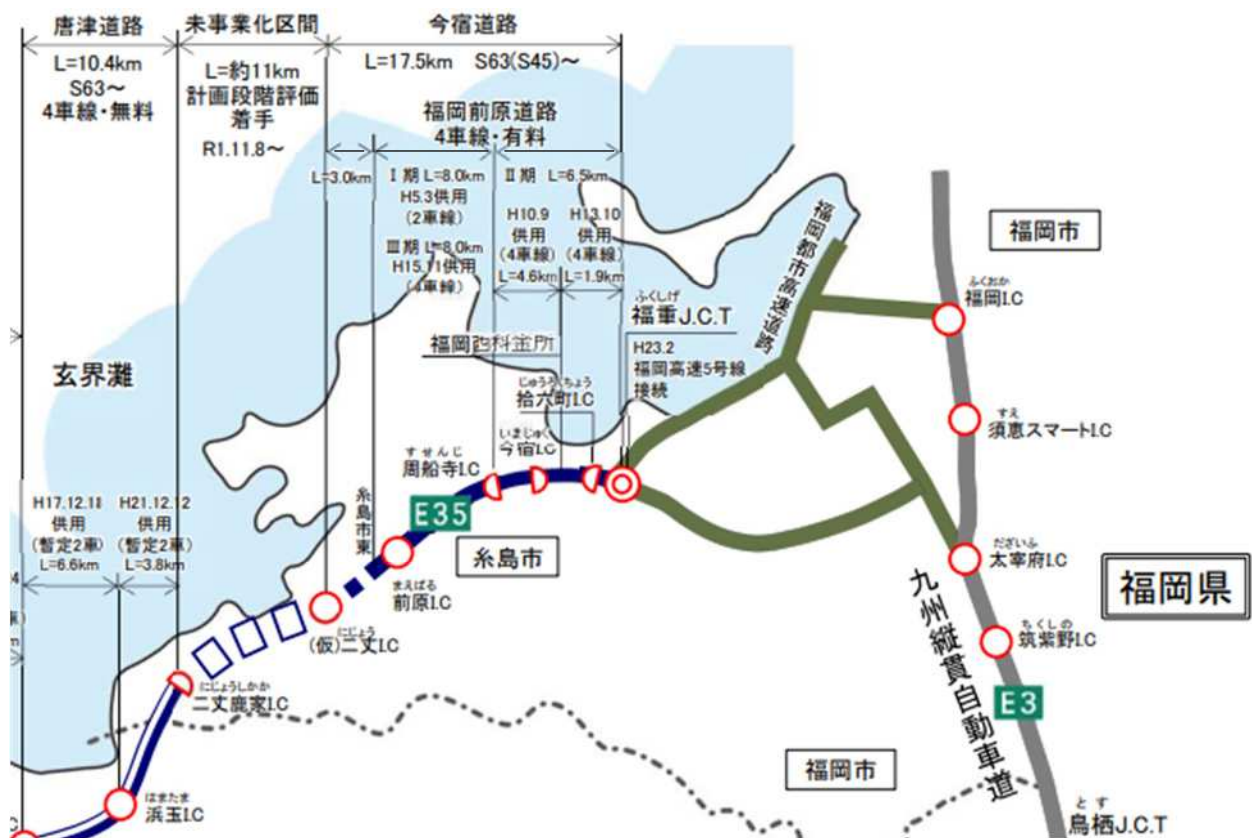 唐津道路
L=10.4km
S63～
4車線・無料
未事業化区間
L=約11km
計画段階評価
着手
R1.11.8～
今宿道路
L=17.5km S63(S45)～
福岡前原道路
4車線・有料
L=3.0km
Ⅰ期 L=8.0km
H5.3供用
(2車線)
Ⅲ期 L=8.0km
H15.11供用
(4車線)
Ⅱ期 L=6.5km
H10.9
供用
(4車線)
L=4.6km
H13.10
供用
(4車線)
L=1.9km
ふくしげ
福重J.C.T
H23.2
福岡高速5号線
接続
福岡西料金所
じゅうろくちょう
拾六町I.C
いまじゅく
今宿I.C
すせんじ
周船寺I.C
糸島市東
E35
糸島市
まえばる
前原I.C
にじょう
(仮)二丈I.C
にじょうしかか
二丈鹿家I.C
はまたま
浜玉I.C
玄界灘
H17.12.18
供用
(暫定2車)
L=6.6km
H21.12.12
供用
(暫定2車)
L=3.8km
福岡都市高速道路
福岡市
ふくおか
福岡I.C
すえ
須恵スマートI.C
だざいふ
太宰府I.C
福岡県
ちくしの
筑紫野I.C
E3
九州縦貫自動車道
福岡市
とす
鳥栖J.C.T